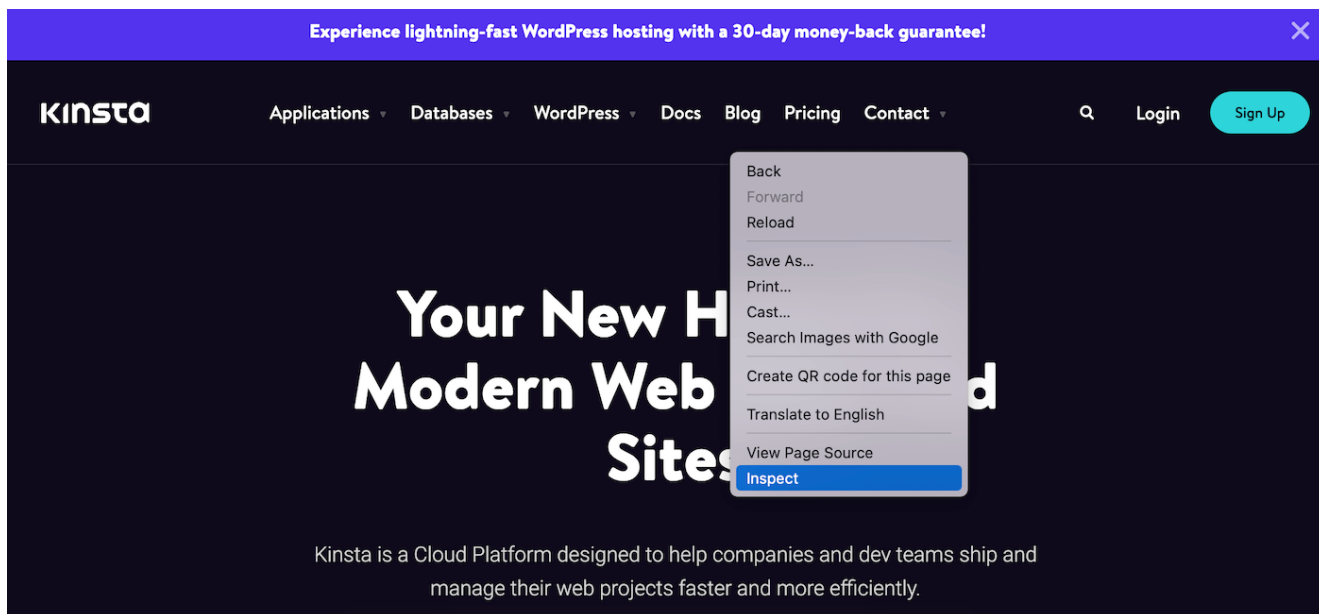 Experience lightning-fast WordPress hosting with a 30-day money-back guarantee!
KINSTA
Applications
Databases
WordPress
Docs
Blog
Pricing
Contact
Login
Sign Up
Back
Forward
Reload
Save As...
Print...
Cast...
Search Images with Google
Create QR code for this page
Translate to English
View Page Source
Inspect
Your New H
Modern Web d
Sites
Kinsta is a Cloud Platform designed to help companies and dev teams ship and
manage their web projects faster and more efficiently.